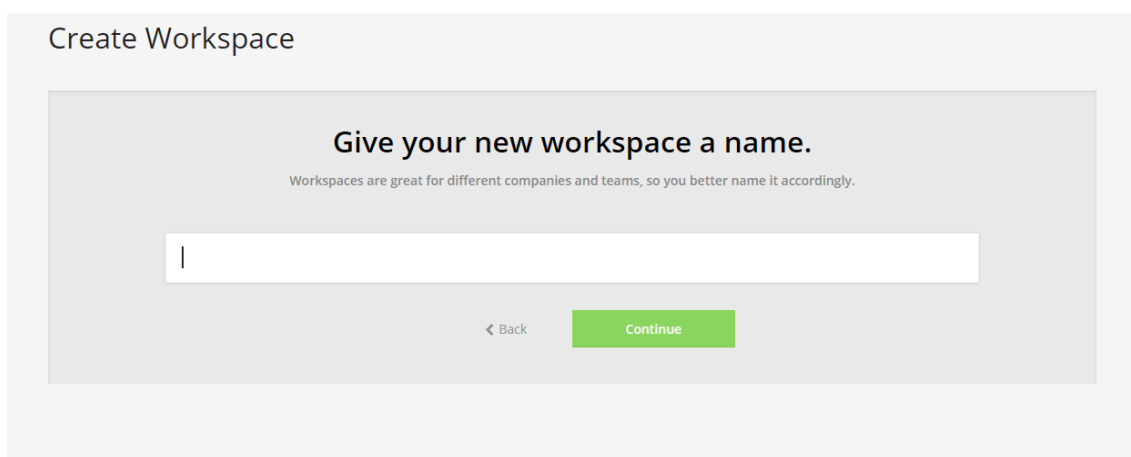 Create Workspace
Give your new workspace a name.
Workspaces are great for different companies and teams, so you better name it accordingly.
Back
Continue